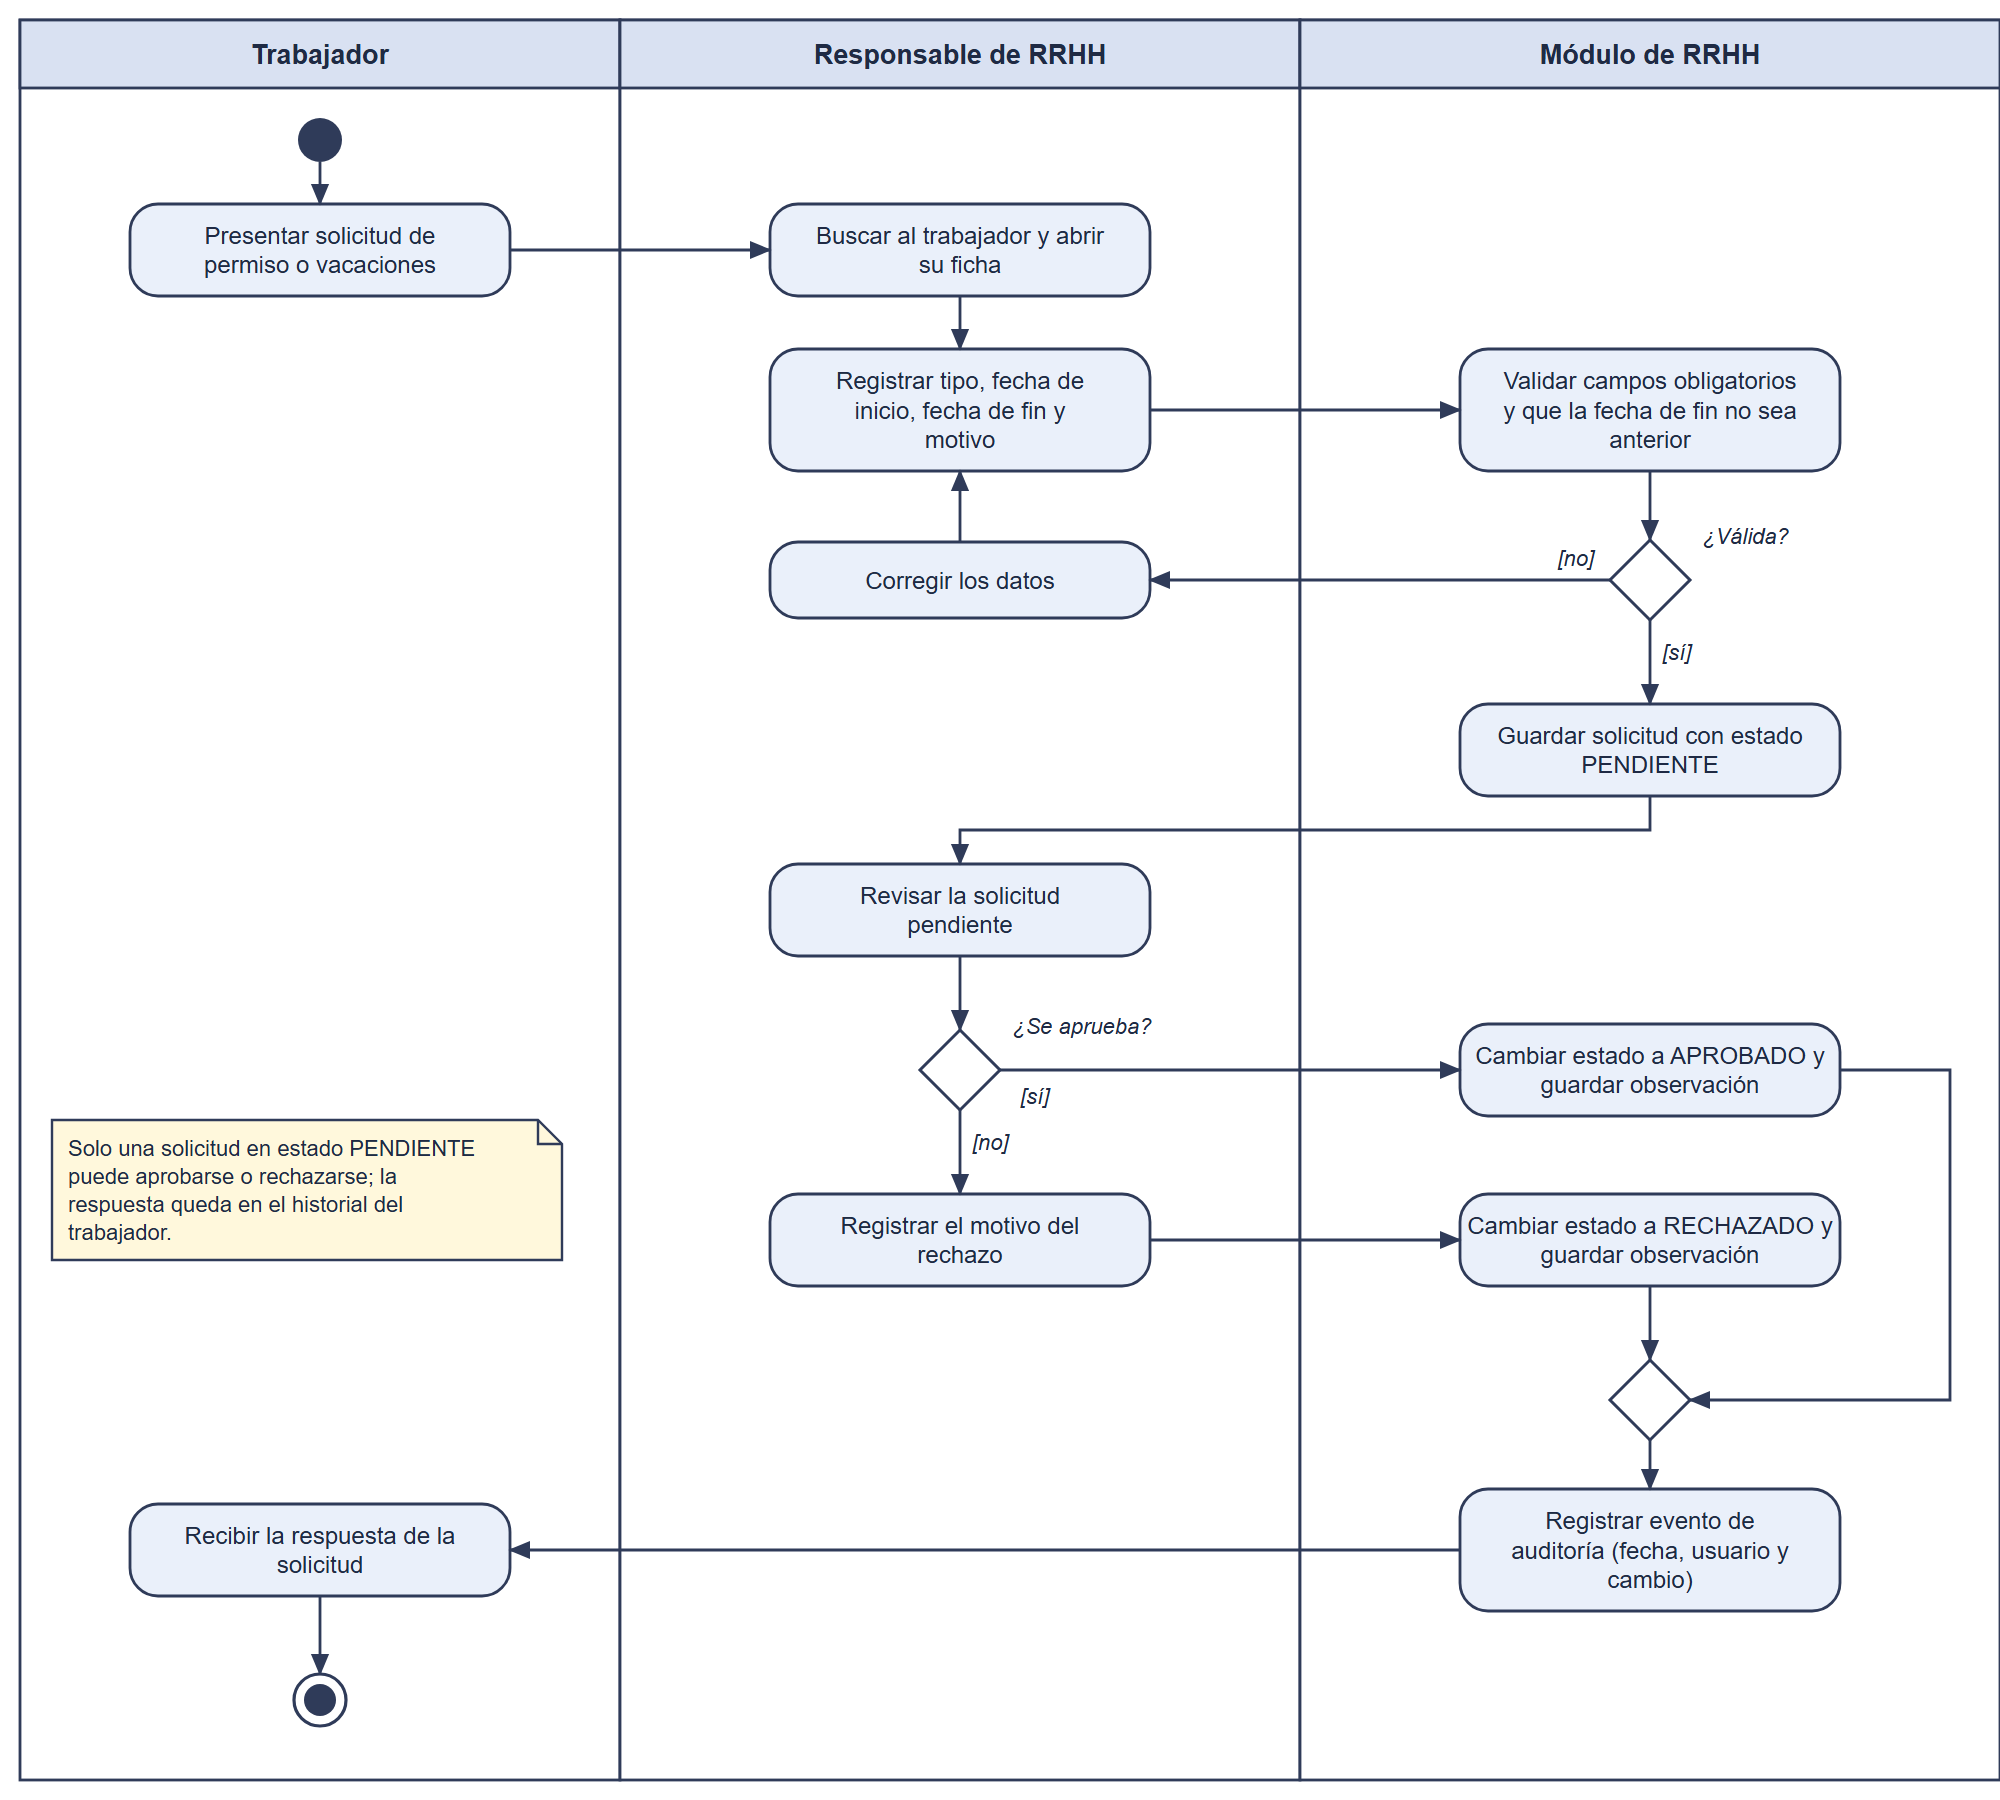 Trabajador
Responsable de RRHH
Módulo de RRHH
Presentar solicitud de
permiso o vacaciones
Buscar al trabajador y abrir
su ficha
Registrar tipo, fecha de
inicio, fecha de fin y
motivo
Validar campos obligatorios
y que la fecha de fin no sea
anterior
¿Válida?
[no]
Corregir los datos
[sí]
Guardar solicitud con estado
PENDIENTE
Revisar la solicitud
pendiente
¿Se aprueba?
[sí]
Cambiar estado a APROBADO y
guardar observación
[no]
Solo una solicitud en estado PENDIENTE
puede aprobarse o rechazarse; la
respuesta queda en el historial del
trabajador.
Registrar el motivo del
rechazo
Cambiar estado a RECHAZADO y
guardar observación
Registrar evento de
auditoría (fecha, usuario y
cambio)
Recibir la respuesta de la
solicitud